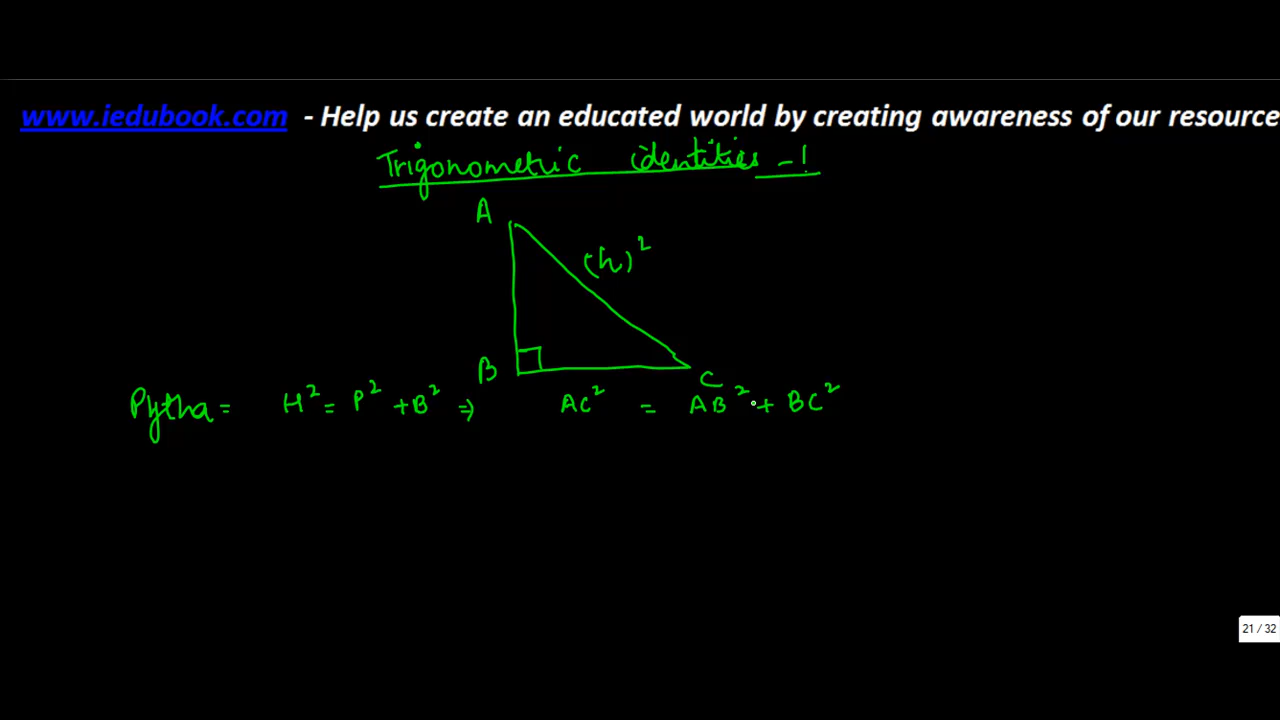 www.iedubook.com - Help us create an educated world by creating awareness of our resource
Trigonometric identities - 1
A
(h)²
B
C
Pytha = H² = P² + B² ⇒ AC² = AB² + BC²
21 / 32